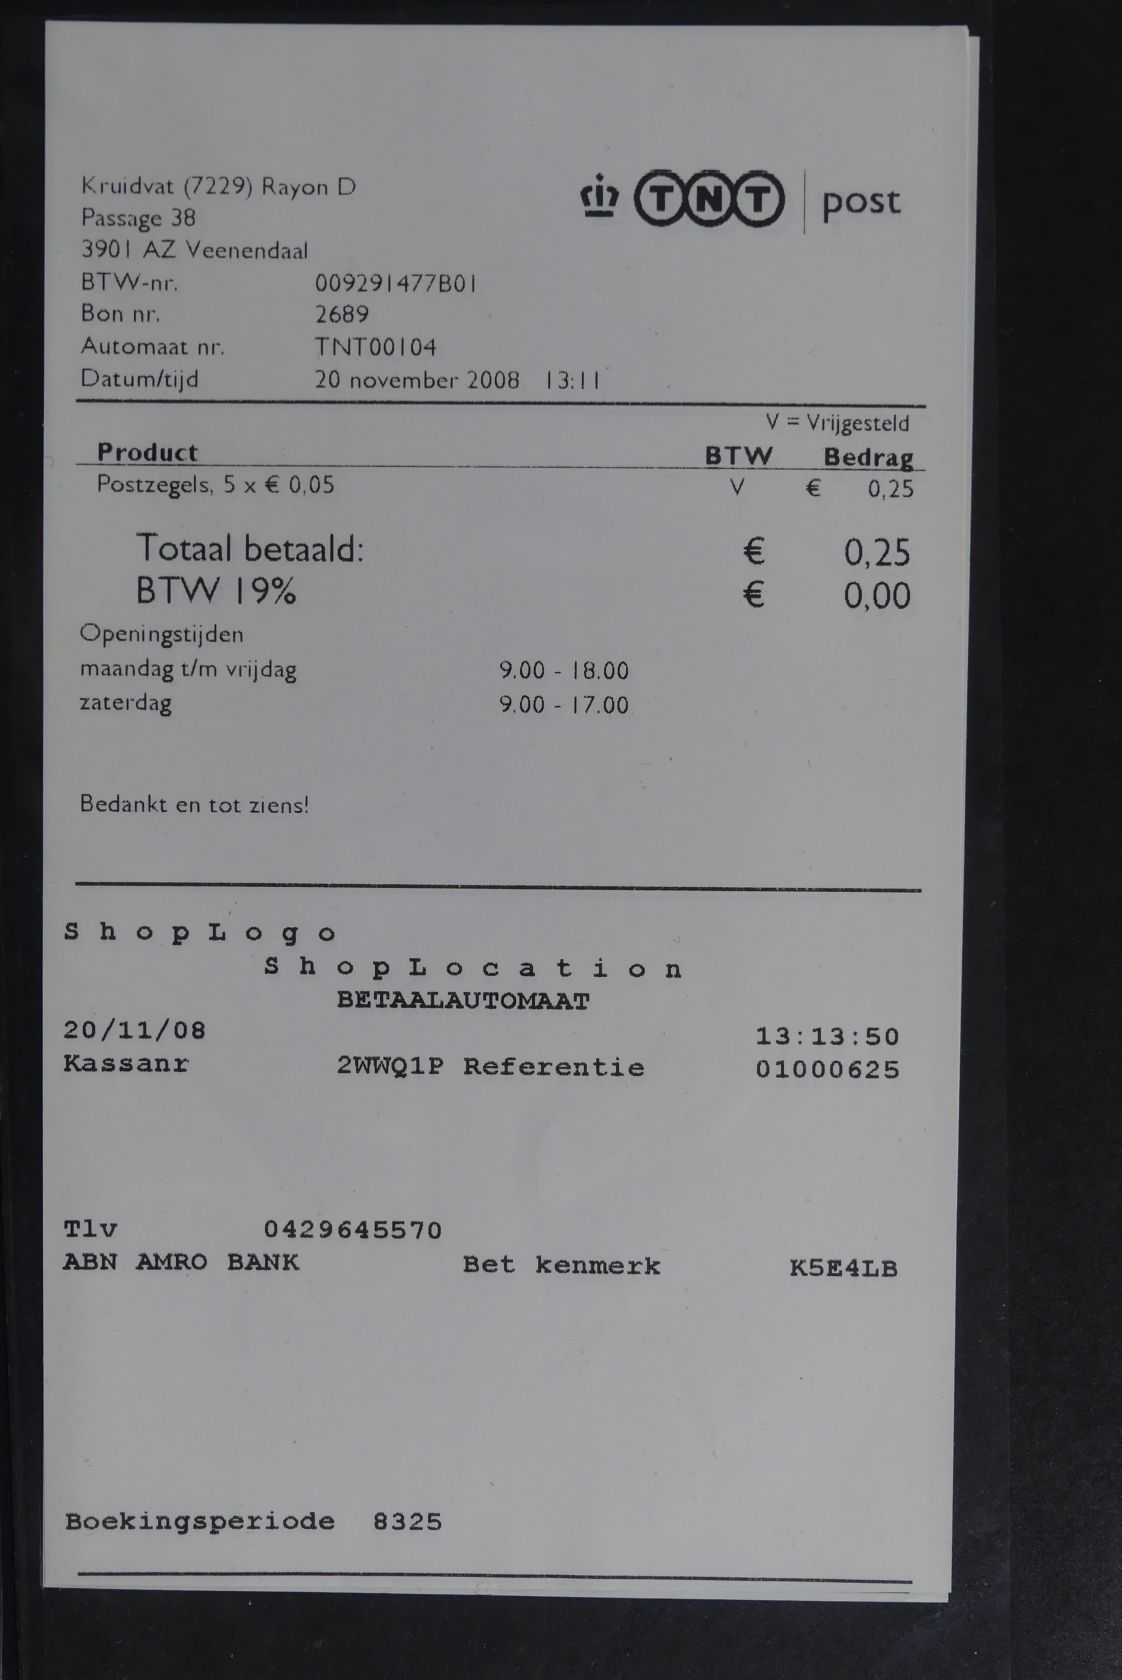 Kruidvat (7229) Rayon D
TNT post
Passage 38
3901 AZ Veenendaal
BTW-nr. 009291477B01
Bon nr. 2689
Automaat nr. TNT00104
Datum/tijd 20 november 2008 13:11
V = Vrijgesteld
Product BTW Bedrag
Postzegels, 5 x € 0,05 V € 0,25
Totaal betaald: € 0,25
BTW 19% € 0,00
Openingstijden
maandag t/m vrijdag 9.00 - 18.00
zaterdag 9.00 - 17.00
Bedankt en tot ziens!
ShopLogo
ShopLocation
BETAALAUTOMAAT
20/11/08 13:13:50
Kassanr 2WWQ1P Referentie 01000625
Tlv 0429645570
ABN AMRO BANK Bet kenmerk K5E4LB
Boekingsperiode 8325